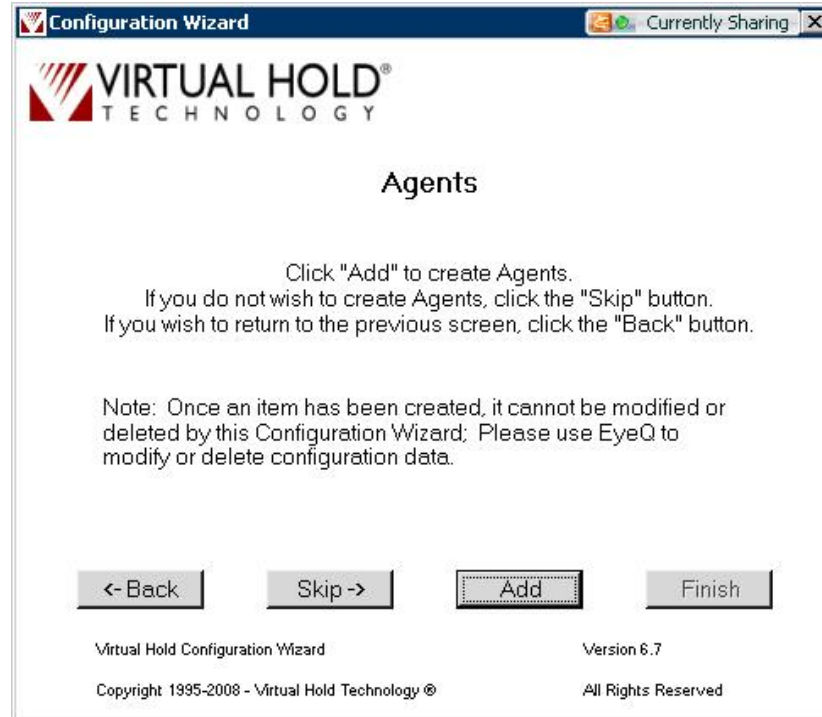 Configuration Wizard
Currently Sharing
VIRTUAL HOLD®
TECHNOLOGY
Agents
Click "Add" to create Agents.
If you do not wish to create Agents, click the "Skip" button.
If you wish to return to the previous screen, click the "Back" button.
Note: Once an item has been created, it cannot be modified or
deleted by this Configuration Wizard; Please use EyeQ to
modify or delete configuration data.
<- Back
Skip ->
Add
Finish
Virtual Hold Configuration Wizard
Version 6.7
Copyright 1995-2008 - Virtual Hold Technology ®
All Rights Reserved